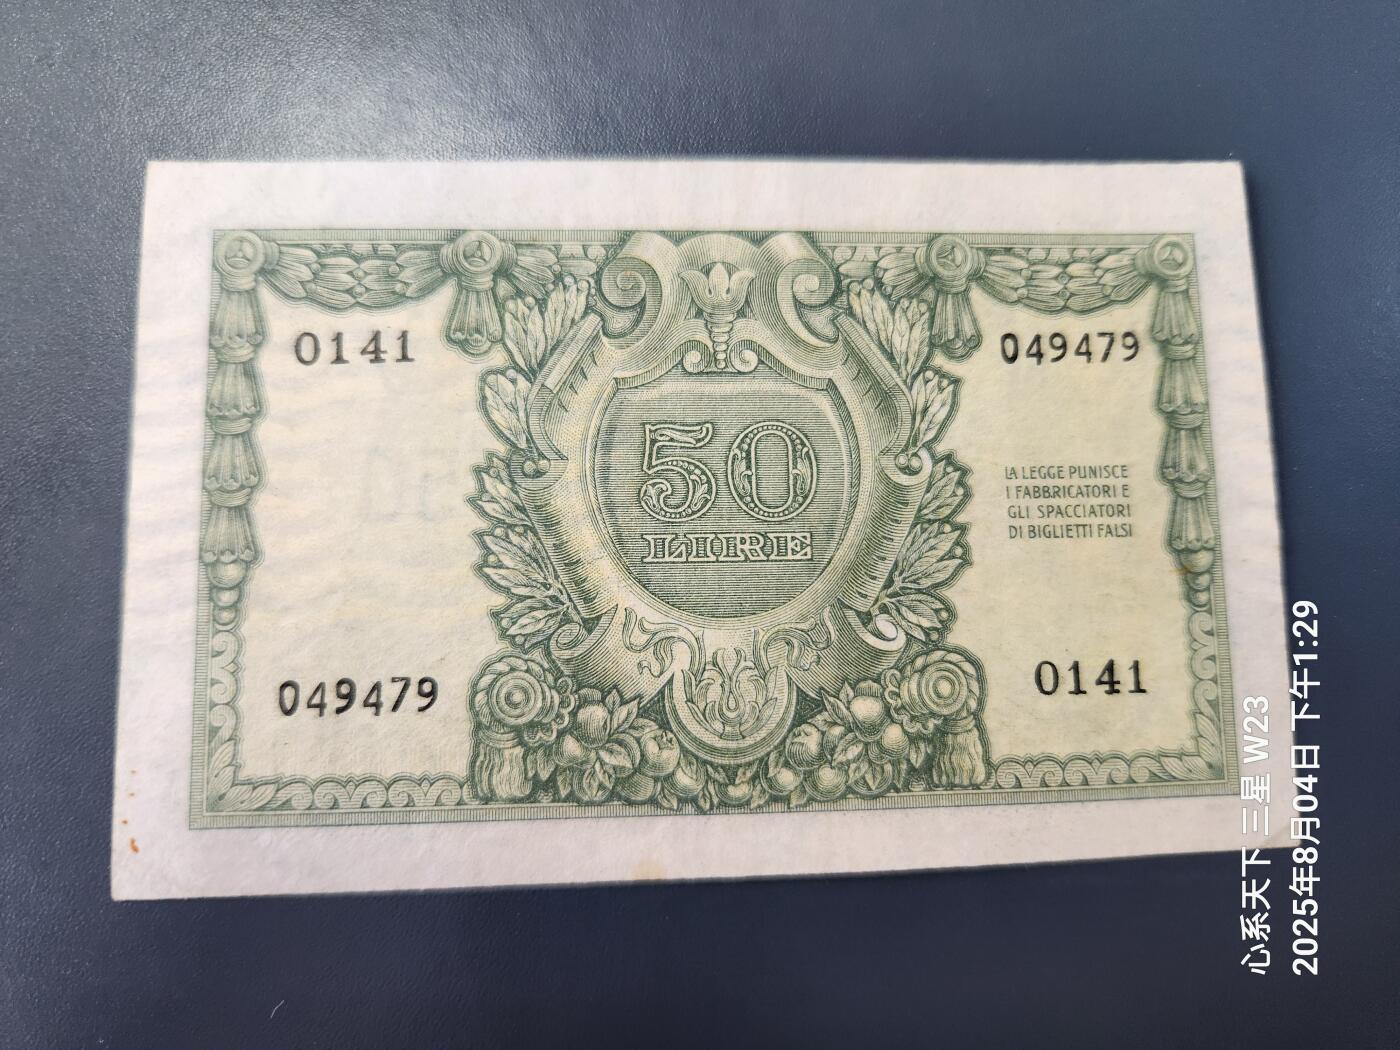 0141
049479
50
LIRE
LA LEGGE PUNISCE
I FABBRICATORI E
GLI SPACCIATORI
DI BIGLIETTI FALSI
049479
0141
心系天下 三星 W23
2025年8月04日 下午1:29